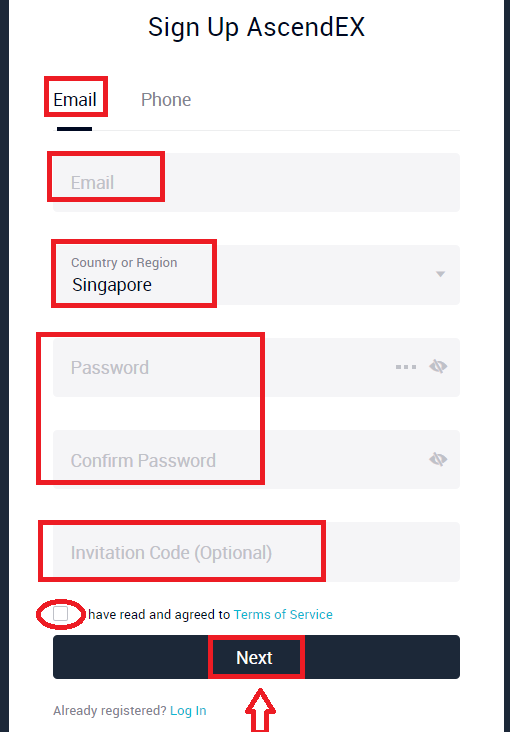 Sign Up AscendEX
Email Phone
Email
Country or Region
Singapore
Password
Confirm Password
Invitation Code (Optional)
have read and agreed to Terms of Service
Next
Already registered? Log In